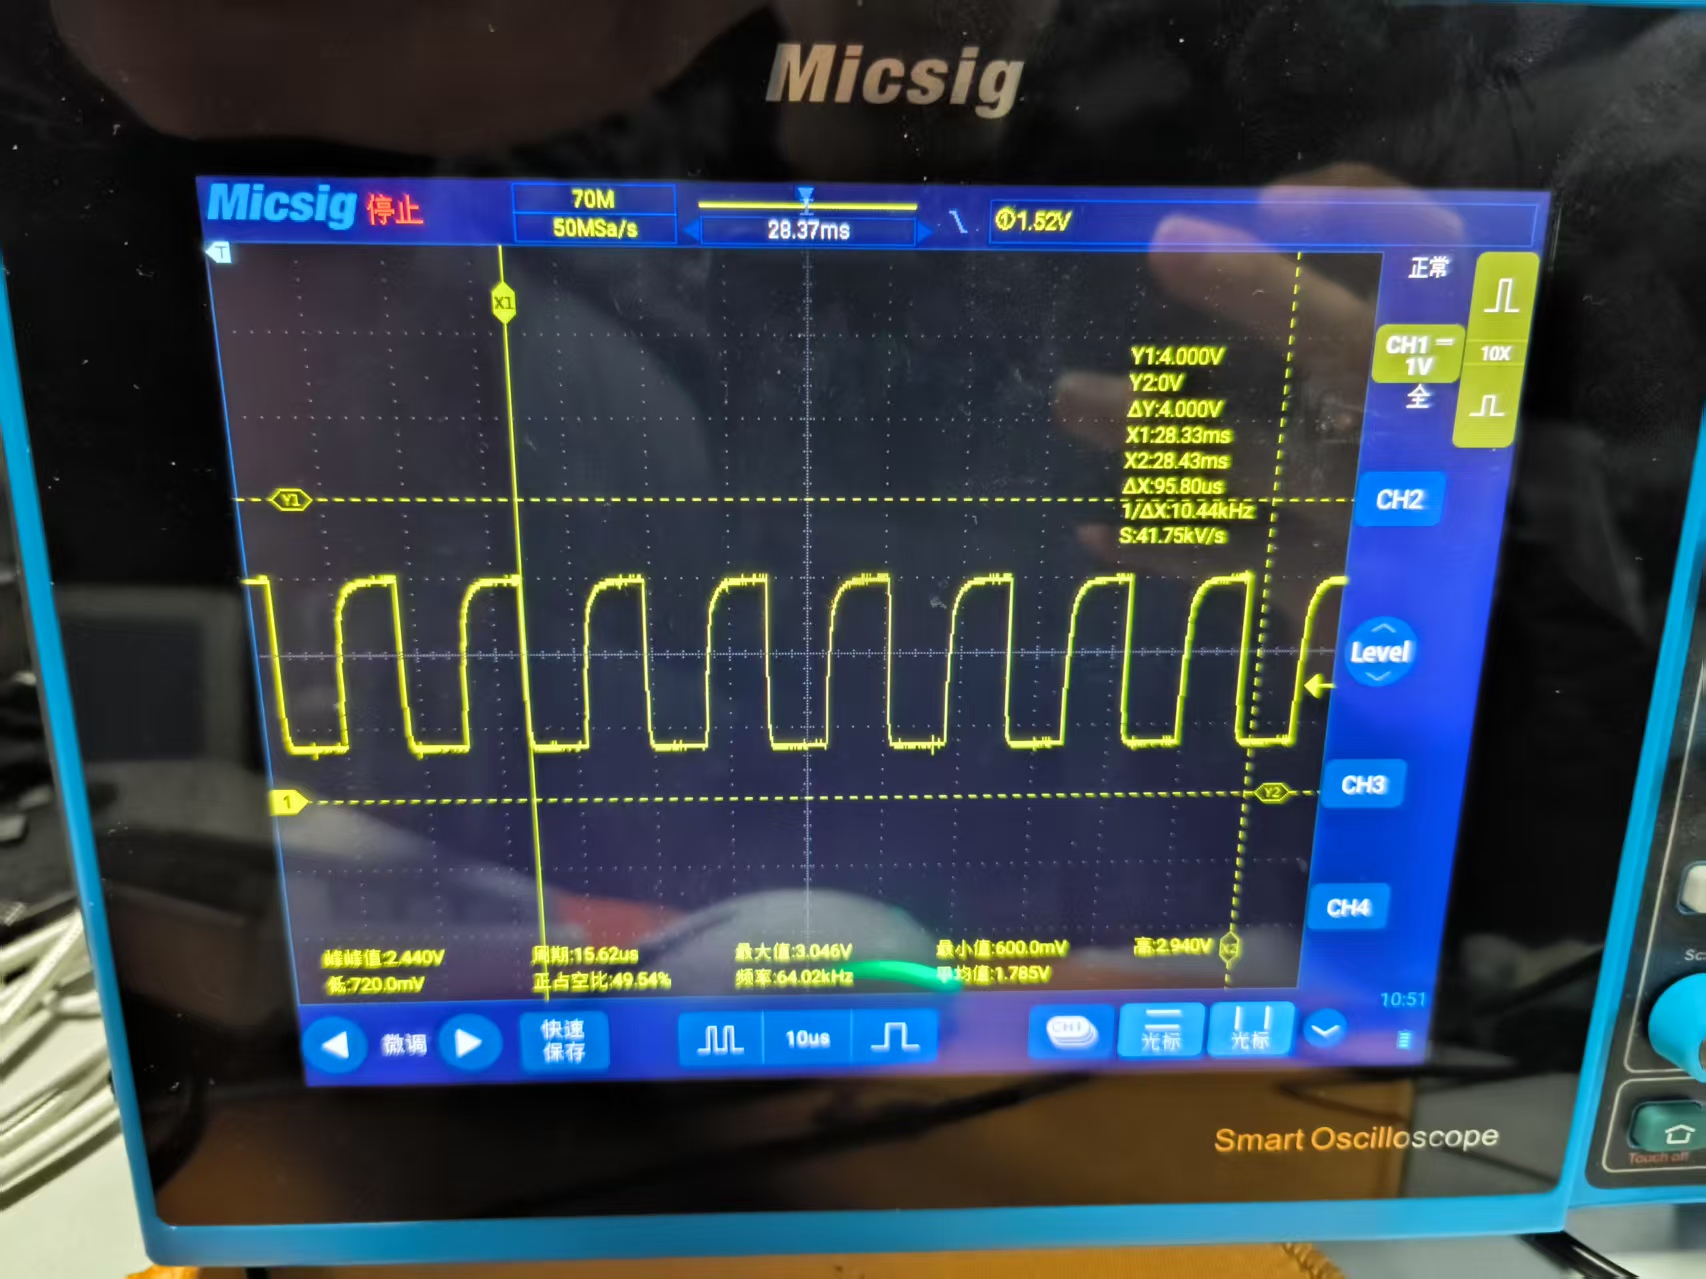 Micsig
Micsig 停止
70M
50MSa/s
28.37ms
1.52V
T
正常
X1
CH1
1V
10X
全
Y1:4.000V
Y2:0V
ΔY:4.000V
X1:28.33ms
X2:28.43ms
ΔX:95.80us
1/ΔX:10.44kHz
S:41.75kV/s
Y1
CH2
Level
1
Y2
CH3
CH4
峰峰值:2.440V 周期:15.62us 最大值:3.046V 最小值:600.0mV 高:2.940V
X2
低:720.0mV 正占空比:49.54% 频率:64.02kHz 平均值:1.785V
10:51
微调
快速
保存
10us
CH1
光标
光标
Smart Oscilloscope
Touch off